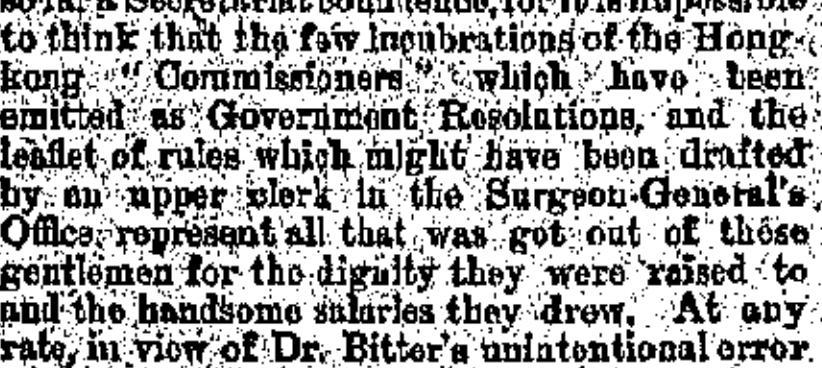 to think that the few lucubrations of the Hong-
kong "Commissioners" which have been
emitted as Government Resolutions, and the
leaflet of rules which might have been drafted
by an upper clerk in the Surgeon-General's
Office, represent all that was got out of these
gentlemen for the dignity they were raised to
and the handsome salaries they drew. At any
rate, in view of Dr. Bitter's unintentional error